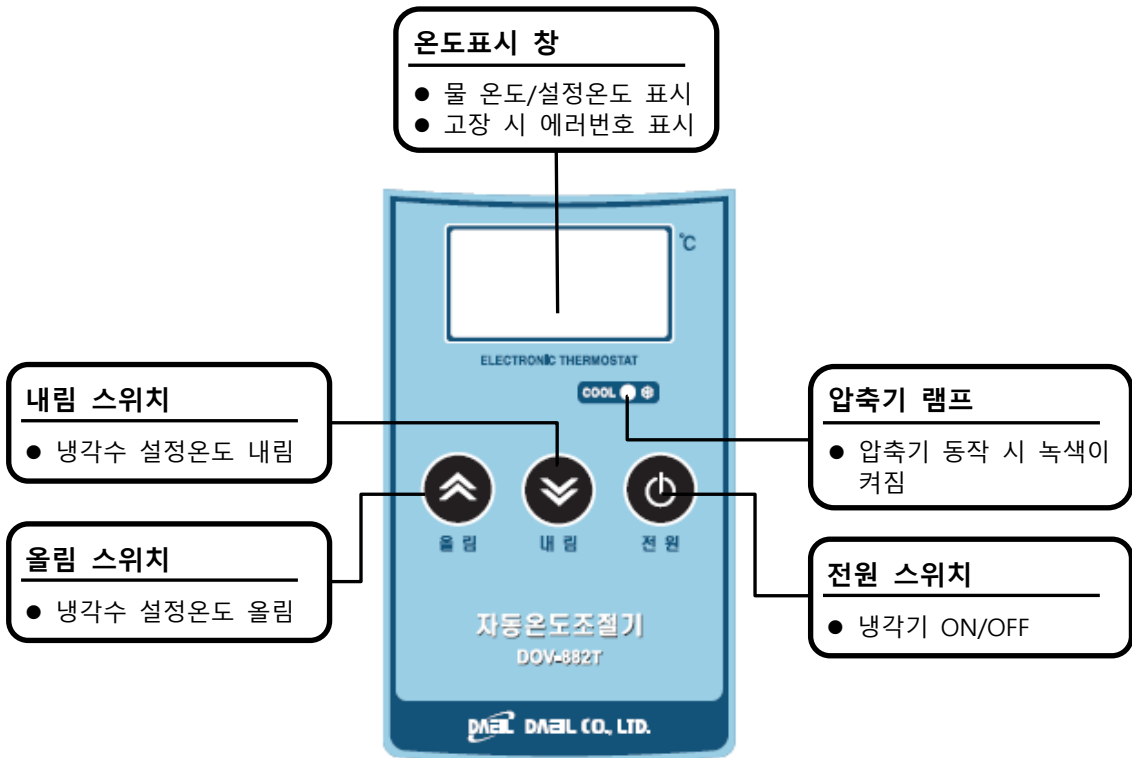 온도표시 창
● 물 온도/설정온도 표시
● 고장 시 에러번호 표시
°C
ELECTRONIC THERMOSTAT
COOL
내림 스위치
● 냉각수 설정온도 내림
압축기 램프
● 압축기 동작 시 녹색이
켜짐
올림 내림 전원
올림 스위치
● 냉각수 설정온도 올림
전원 스위치
● 냉각기 ON/OFF
자동온도조절기
DOV-882T
DAEIL DAEIL CO., LTD.